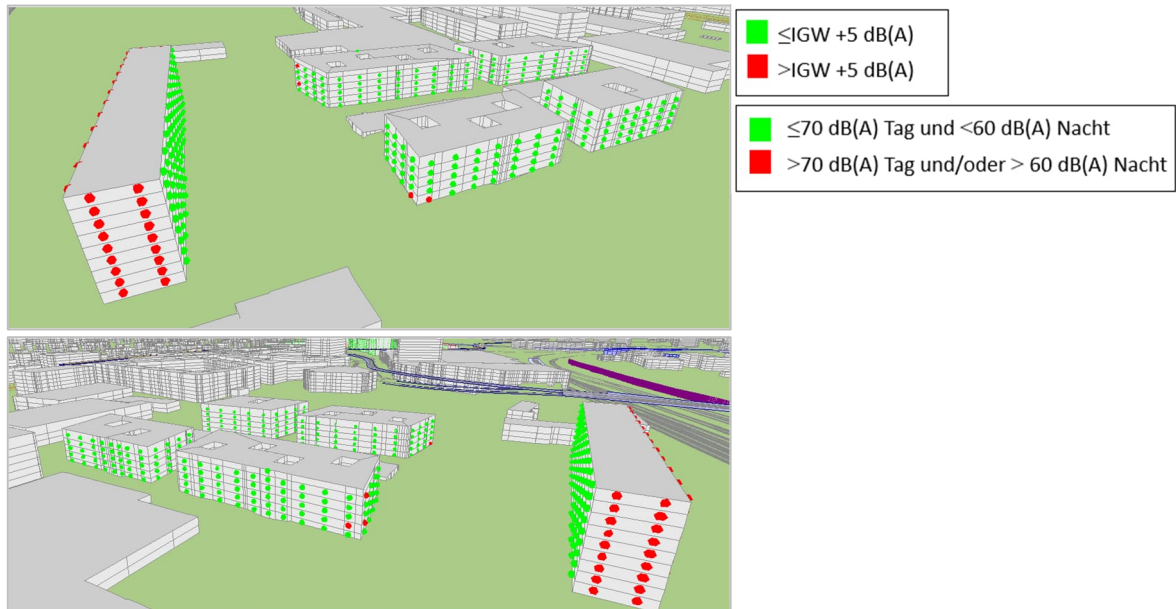 ≤IGW +5 dB(A)
>IGW +5 dB(A)
≤70 dB(A) Tag und <60 dB(A) Nacht
>70 dB(A) Tag und/oder > 60 dB(A) Nacht